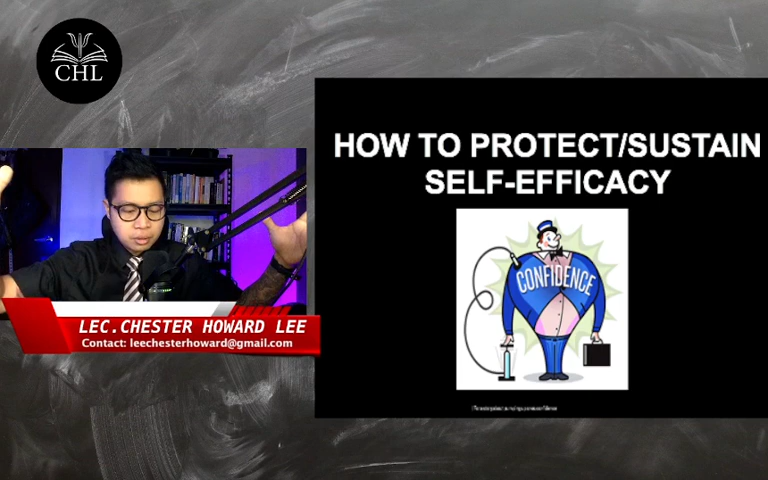 CHL
HOW TO PROTECT/SUSTAIN
SELF-EFFICACY
CONFIDENCE
LEC.CHESTER HOWARD LEE
Contact: leechesterhoward@gmail.com